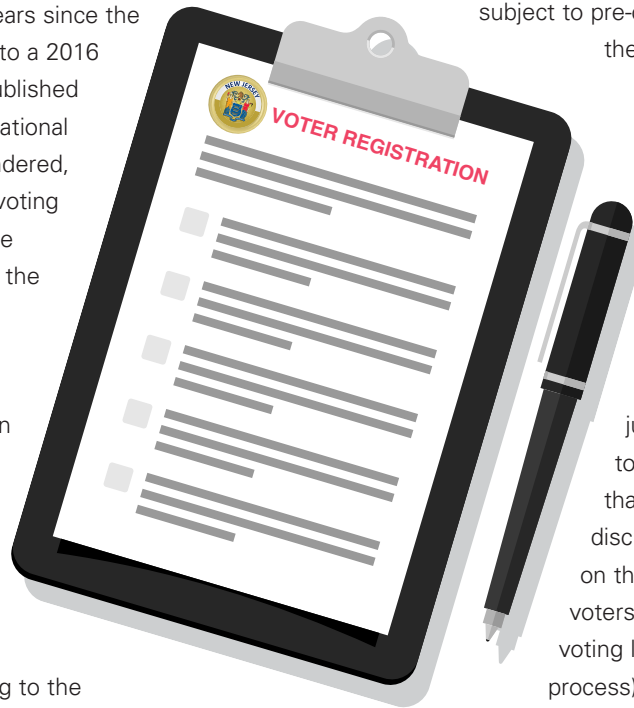 ears since the
to a 2016
ublished
ational
ndered,
voting
e
the
n
g to the
NEW JERSEY
VOTER REGISTRATION
subject to pre-
the
ju
to
tha
disc
on th
voters
voting l
process)